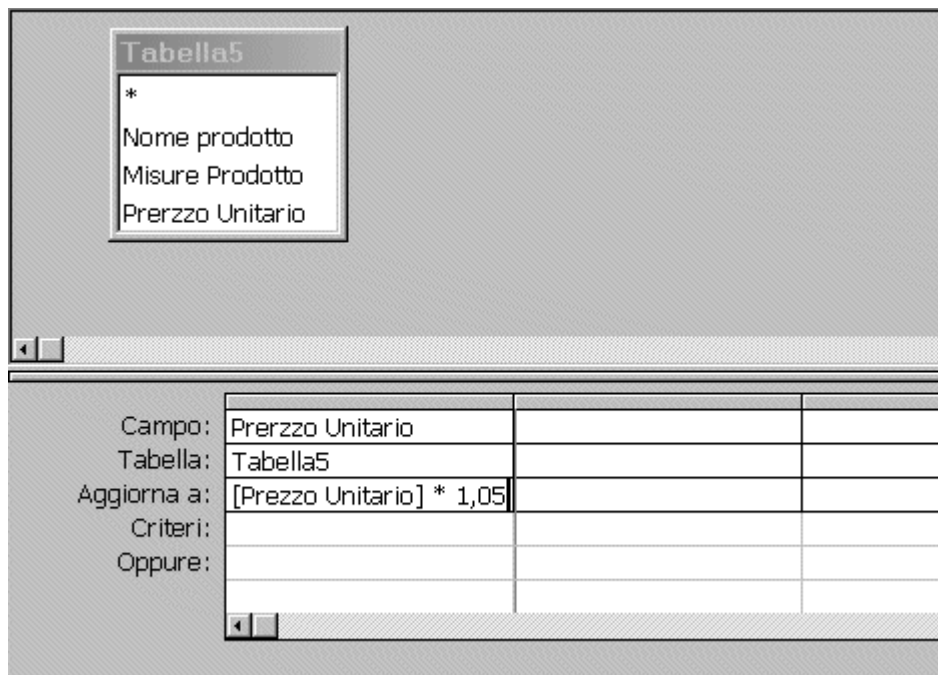 Tabella5
*
Nome prodotto
Misure Prodotto
Prerzzo Unitario
Campo: Prerzzo Unitario
Tabella: Tabella5
Aggiorna a: [Prezzo Unitario] * 1,05
Criteri:
Oppure: